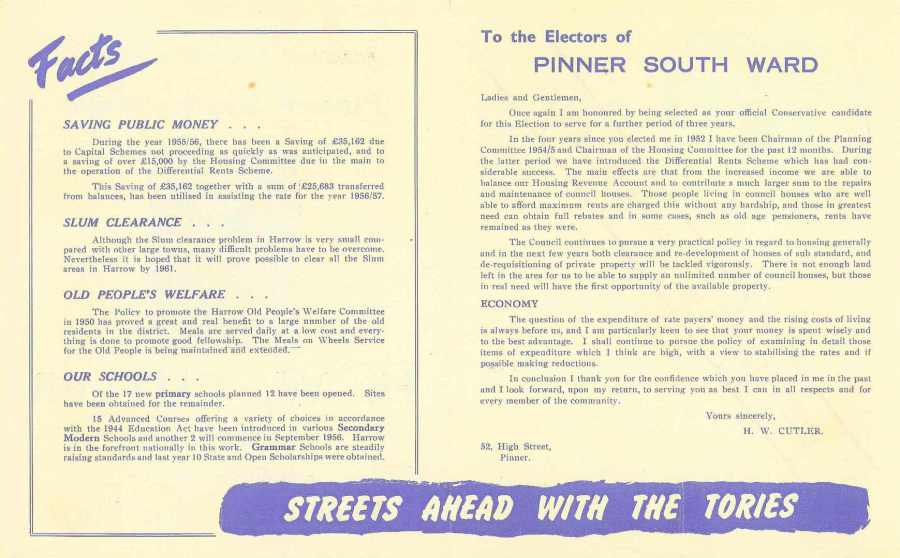 Facts
SAVING PUBLIC MONEY . . .
During the year 1955/56, there has been a Saving of £35,162 due
to Capital Schemes not proceeding as quickly as was anticipated, and to
a saving of over £15,000 by the Housing Committee due in the main to
the operation of the Differential Rents Scheme.
This Saving of £35,162 together with a sum of £25,683 transferred
from balances, has been utilised in assisting the rate for the year 1956/57.
SLUM CLEARANCE . . .
Although the Slum clearance problem in Harrow is very small com-
pared with other large towns, many difficult problems have to be overcome.
Nevertheless it is hoped that it will prove possible to clear all the Slum
areas in Harrow by 1961.
OLD PEOPLE'S WELFARE . . .
The Policy to promote the Harrow Old People's Welfare Committee
in 1950 has proved a great and real benefit to a large number of the old
residents in the district. Meals are served daily at a low cost and every-
thing is done to promote good fellowship. The Meals on Wheels Service
for the Old People is being maintained and extended.
OUR SCHOOLS . . .
Of the 17 new primary schools planned 12 have been opened. Sites
have been obtained for the remainder.
15 Advanced Courses offering a variety of choices in accordance
with the 1944 Education Act have been introduced in various Secondary
Modern Schools and another 2 will commence in September 1956. Harrow
is in the forefront nationally in this work. Grammar Schools are steadily
raising standards and last year 10 State and Open Scholarships were obtained.
To the Electors of
PINNER SOUTH WARD
Ladies and Gentlemen,
Once again I am honoured by being selected as your official Conservative candidate
for this Election to serve for a further period of three years.
In the four years since you elected me in 1952 I have been Chairman of the Planning
Committee 1954/5 and Chairman of the Housing Committee for the past 12 months. During
the latter period we have introduced the Differential Rents Scheme which has had con-
siderable success. The main effects are that from the increased income we are able to
balance our Housing Revenue Account and to contribute a much larger sum to the repairs
and maintenance of council houses. Those people living in council houses who are well
able to afford maximum rents are charged this without any hardship, and those in greatest
need can obtain full rebates and in some cases, such as old age pensioners, rents have
remained as they were.
The Council continues to pursue a very practical policy in regard to housing generally
and in the next few years both clearance and re-development of houses of sub standard, and
de-requisitioning of private property will be tackled vigorously. There is not enough land
left in the area for us to be able to supply an unlimited number of council houses, but those
in real need will have the first opportunity of the available property.
ECONOMY
The question of the expenditure of rate payers' money and the rising costs of living
is always before us, and I am particularly keen to see that your money is spent wisely and
to the best advantage. I shall continue to pursue the policy of examining in detail those
items of expenditure which I think are high, with a view to stabilising the rates and if
possible making reductions.
In conclusion I thank you for the confidence which you have placed in me in the past
and I look forward, upon my return, to serving you as best I can in all respects and for
every member of the community.
Yours sincerely,
H. W. CUTLER.
52, High Street,
Pinner.
STREETS AHEAD WITH THE TORIES